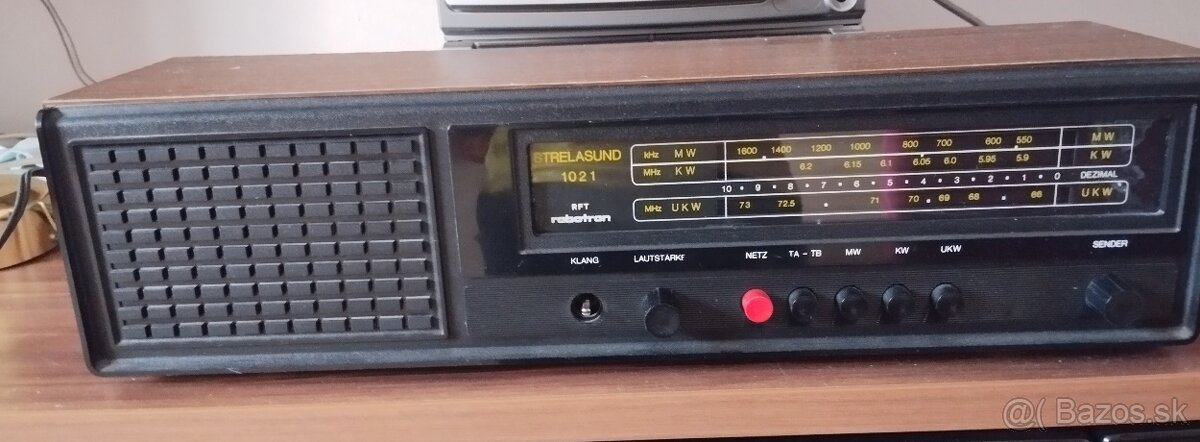 STRELASUND
1021
RFT
robotron
kHz MW 1600 1400 1200 1000 800 700 600 550 MW
MHz KW 6.2 6.15 6.1 6.05 6.0 5.95 5.9 KW
10 • 9 • 8 • 7 • 6 • 5 • 4 • 3 • 2 • 1 • 0 DEZIMAL
MHz UKW 73 72.5 • 71 70 • 69 68 • 66 UKW
KLANG LAUTSTÄRKE NETZ TA - TB MW KW UKW SENDER
@( Bazos.sk